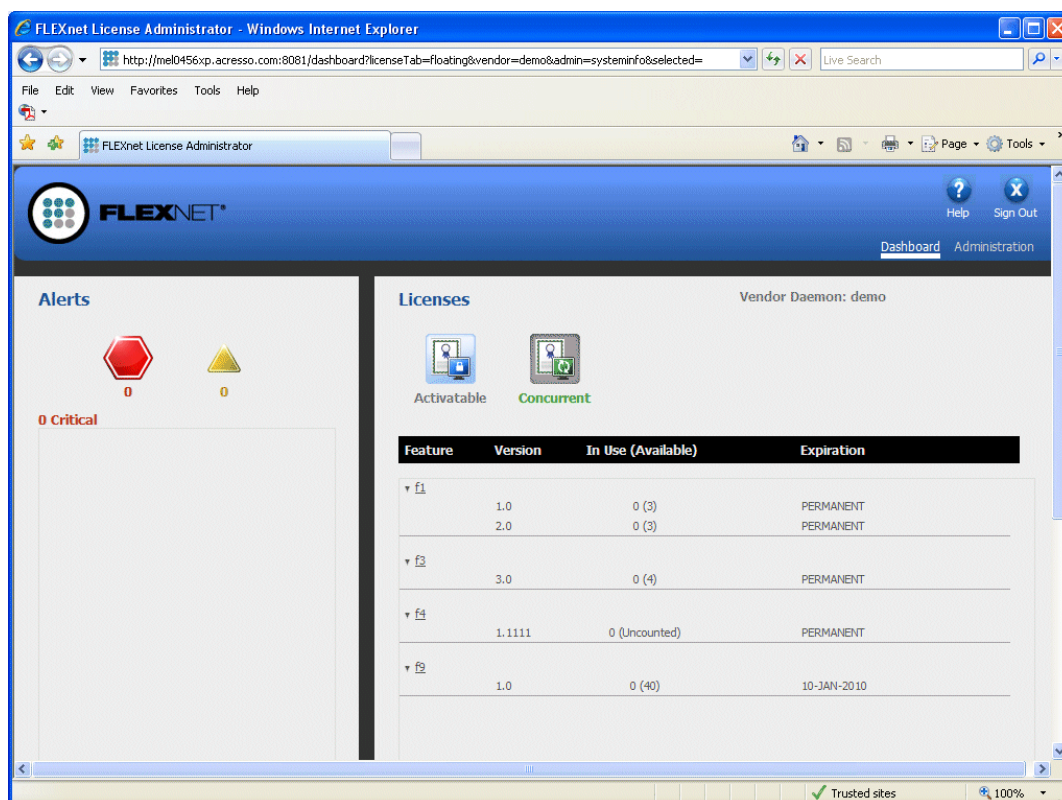 FLEXnet License Administrator - Windows Internet Explorer
http://mel0456xp.acresso.com:8081/dashboard?licenseTab=floating&vendor=demo&admin=systeminfo&selected=
Live Search
File Edit View Favorites Tools Help
FLEXnet License Administrator
Page Tools
FLEXNET
Help Sign Out
Dashboard Administration
Alerts
0 0
0 Critical
Licenses
Vendor Daemon: demo
Activatable Concurrent
Feature Version In Use (Available) Expiration
f1
1.0 0 (3) PERMANENT
2.0 0 (3) PERMANENT
f3
3.0 0 (4) PERMANENT
f4
1.1111 0 (Uncounted) PERMANENT
f9
1.0 0 (40) 10-JAN-2010
Trusted sites 100%